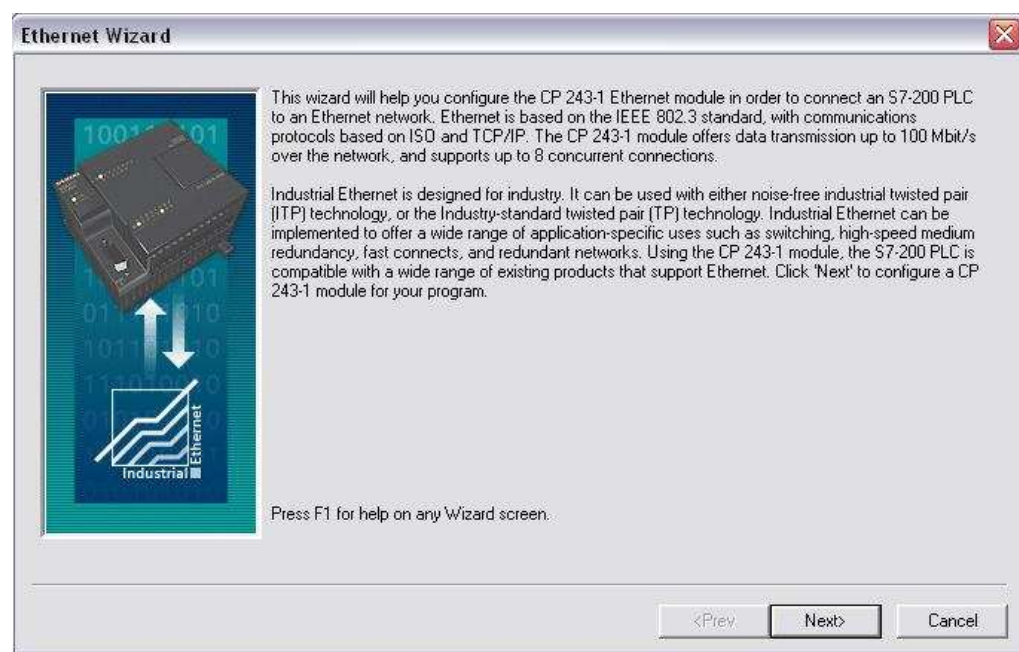 Ethernet Wizard
This wizard will help you configure the CP 243-1 Ethernet module in order to connect an S7-200 PLC
to an Ethernet network. Ethernet is based on the IEEE 802.3 standard, with communications
protocols based on ISO and TCP/IP. The CP 243-1 module offers data transmission up to 100 Mbit/s
over the network, and supports up to 8 concurrent connections.
Industrial Ethernet is designed for industry. It can be used with either noise-free industrial twisted pair
(ITP) technology, or the Industry-standard twisted pair (TP) technology. Industrial Ethernet can be
implemented to offer a wide range of application-specific uses such as switching, high-speed medium
redundancy, fast connects, and redundant networks. Using the CP 243-1 module, the S7-200 PLC is
compatible with a wide range of existing products that support Ethernet. Click 'Next' to configure a CP
243-1 module for your program.
Industrial
Ethernet
Press F1 for help on any Wizard screen.
<Prev
Next>
Cancel